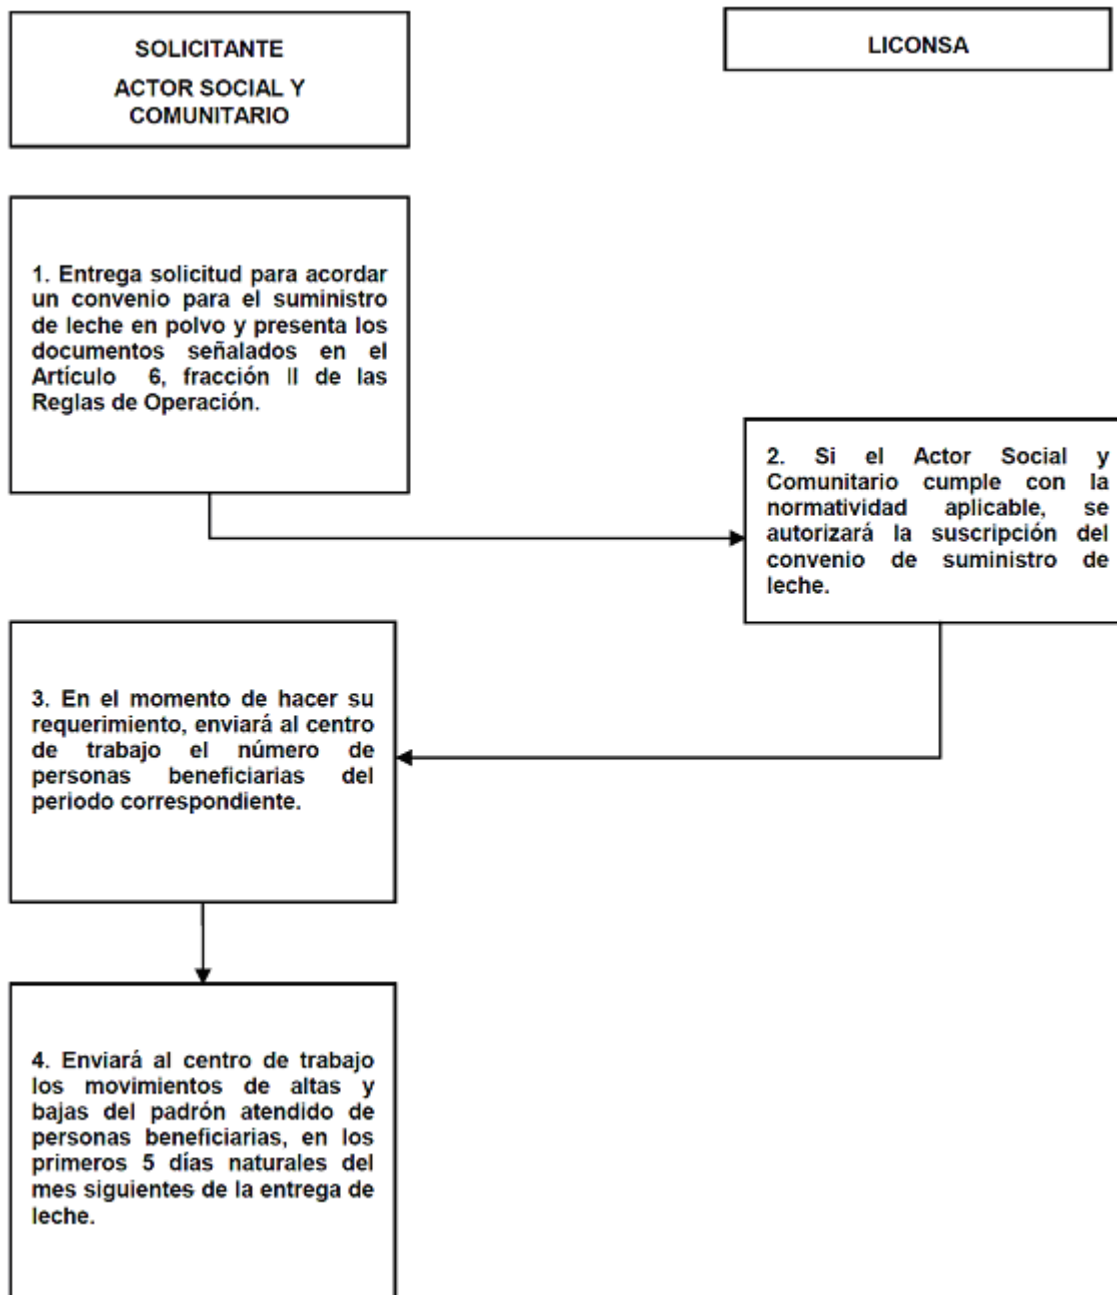 SOLICITANTE
ACTOR SOCIAL Y
COMUNITARIO
LICONSA
1. Entrega solicitud para acordar
un convenio para el suministro
de leche en polvo y presenta los
documentos señalados en el
Artículo 6, fracción II de las
Reglas de Operación.
2. Si el Actor Social y
Comunitario cumple con la
normatividad aplicable, se
autorizará la suscripción del
convenio de suministro de
leche.
3. En el momento de hacer su
requerimiento, enviará al centro
de trabajo el número de
personas beneficiarias del
periodo correspondiente.
4. Enviará al centro de trabajo
los movimientos de altas y
bajas del padrón atendido de
personas beneficiarias, en los
primeros 5 días naturales del
mes siguientes de la entrega de
leche.